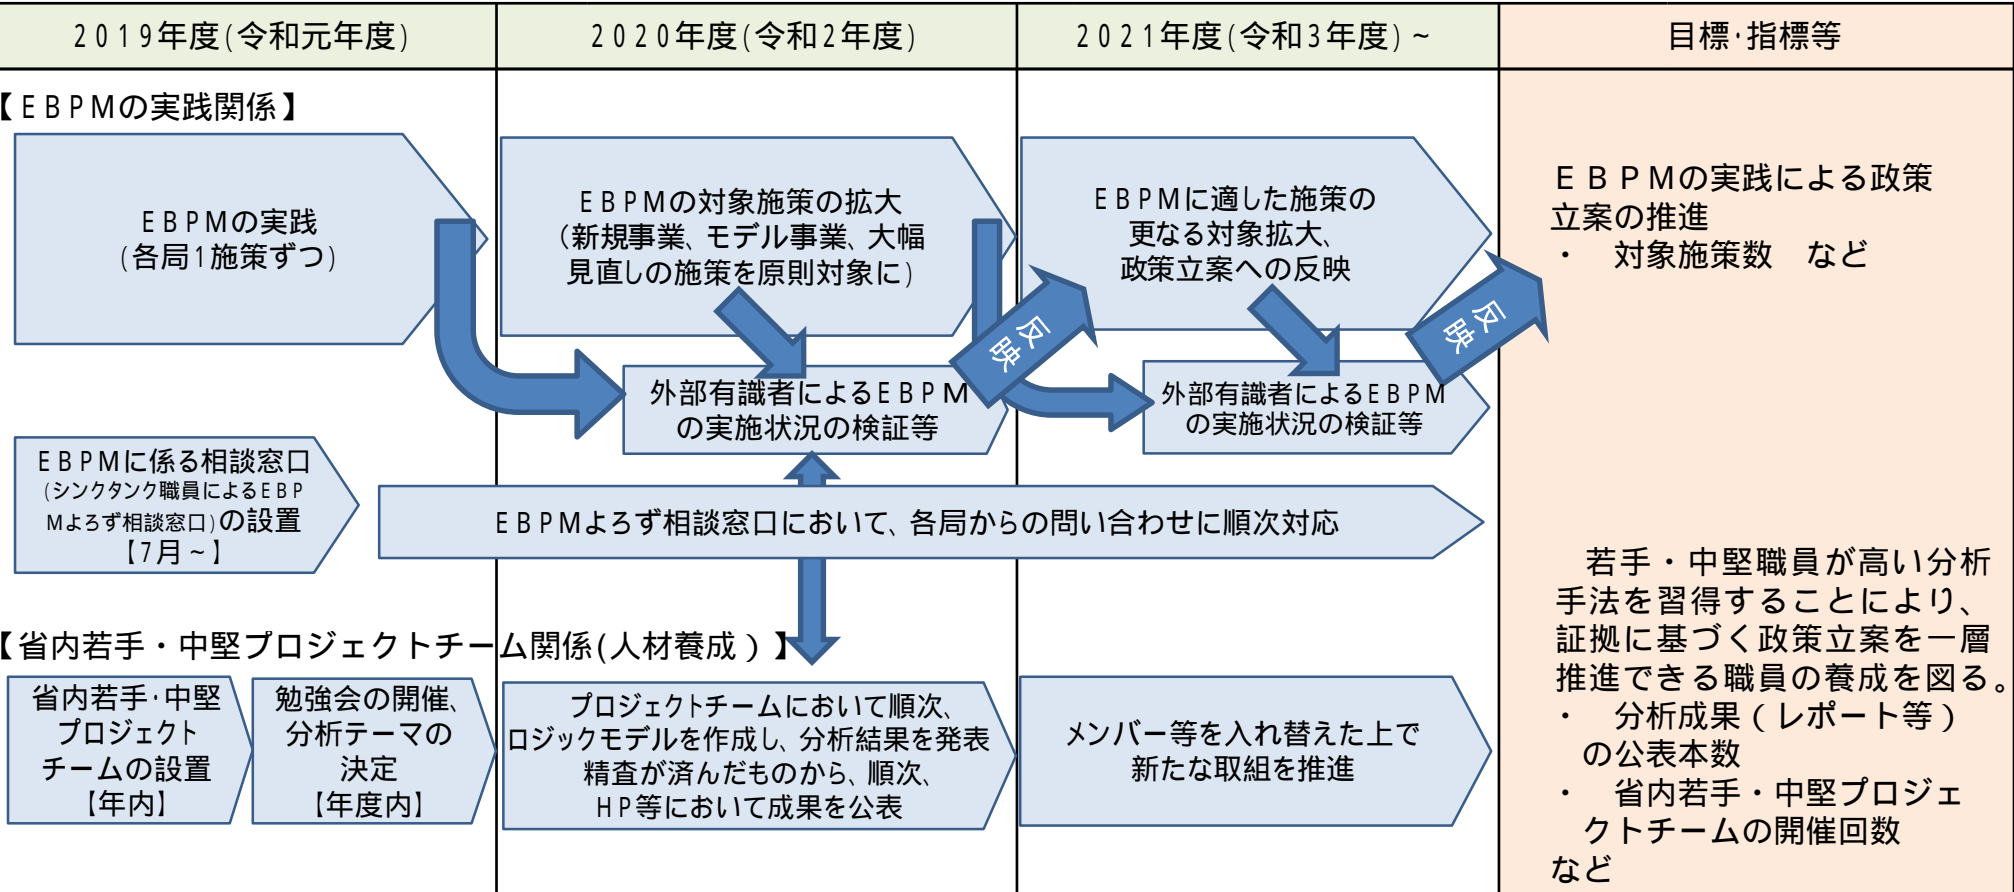 2019年度(令和元年度)
2020年度(令和2年度)
2021年度(令和3年度)~
目標・指標等
【EBPMの実践関係】
EBPMの実践
(各局1施策ずつ)
EBPMの対象施策の拡大
(新規事業、モデル事業、大幅
見直しの施策を原則対象に)
EBPMに適した施策の
更なる対象拡大、
政策立案への反映
反映
反映
外部有識者によるEBPM
の実施状況の検証等
外部有識者によるEBPM
の実施状況の検証等
EBPMの実践による政策
立案の推進
・ 対象施策数 など
EBPMに係る相談窓口
(シンクタンク職員によるEBP
Mよろず相談窓口)の設置
【7月~】
EBPMよろず相談窓口において、各局からの問い合わせに順次対応
【省内若手・中堅プロジェクトチーム関係(人材養成)】
省内若手・中堅
プロジェクト
チームの設置
【年内】
勉強会の開催、
分析テーマの
決定
【年度内】
プロジェクトチームにおいて順次、
ロジックモデルを作成し、分析結果を発表
精査が済んだものから、順次、
HP等において成果を公表
メンバー等を入れ替えた上で
新たな取組を推進
若手・中堅職員が高い分析
手法を習得することにより、
証拠に基づく政策立案を一層
推進できる職員の養成を図る。
・ 分析成果(レポート等)
の公表本数
・ 省内若手・中堅プロジェ
クトチームの開催回数
など